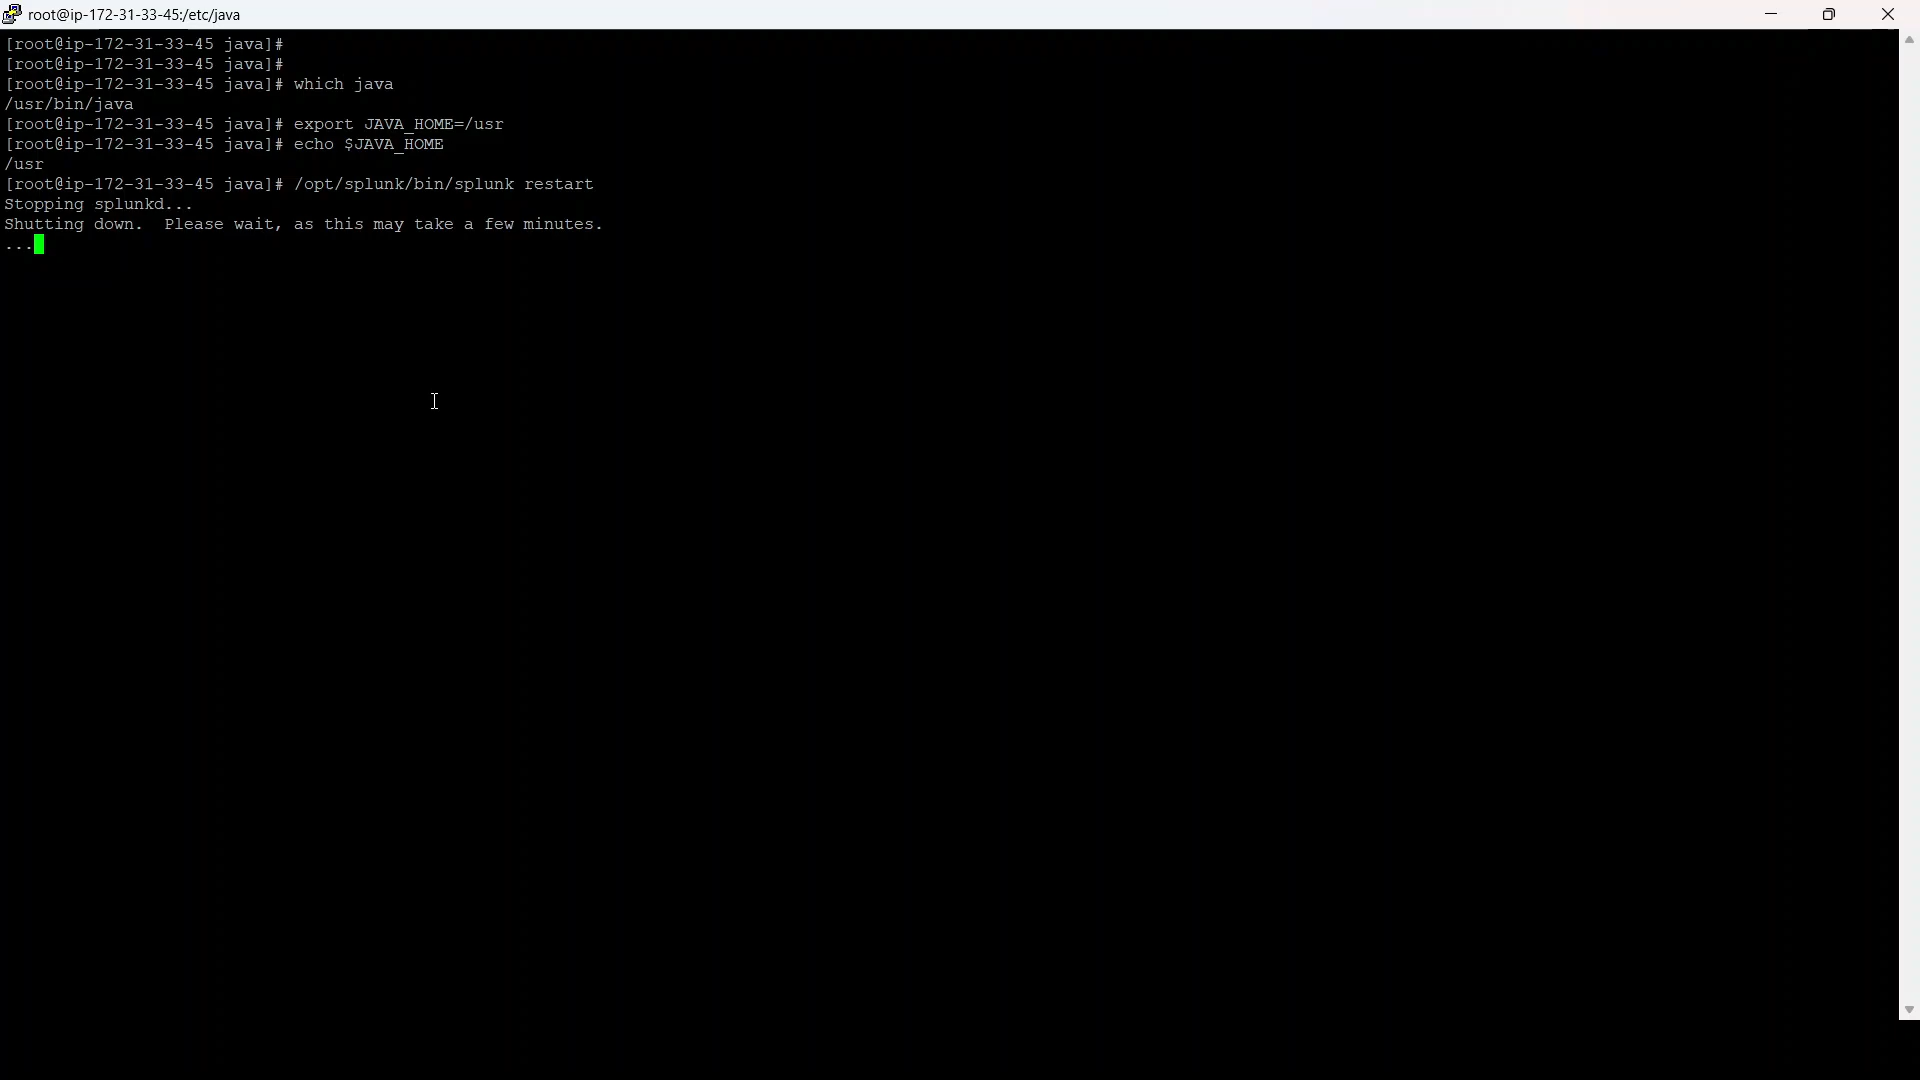 root@ip-172-31-33-45:/etc/java
[root@ip-172-31-33-45 java]#
[root@ip-172-31-33-45 java]#
[root@ip-172-31-33-45 java]# which java
/usr/bin/java
[root@ip-172-31-33-45 java]# export JAVA_HOME=/usr
[root@ip-172-31-33-45 java]# echo $JAVA_HOME
/usr
[root@ip-172-31-33-45 java]# /opt/splunk/bin/splunk restart
Stopping splunkd...
Shutting down.  Please wait, as this may take a few minutes.
...